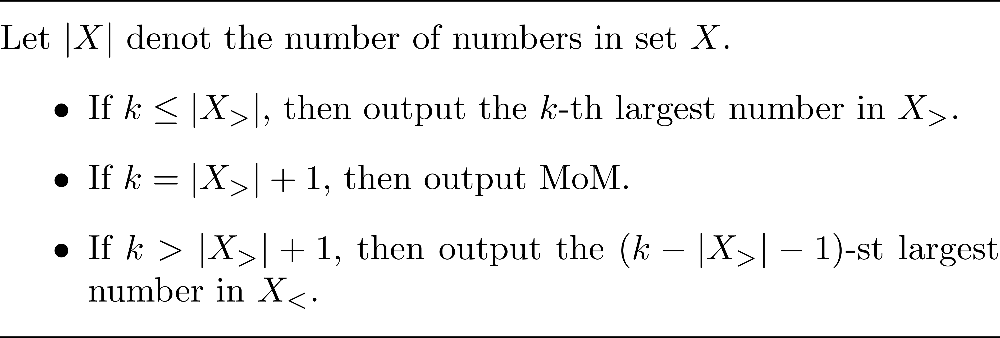 Let |X| denot the number of numbers in set X.
• If k ≤ |X_>|, then output the k-th largest number in X_>.
• If k = |X_>| + 1, then output MoM.
• If k > |X_>| + 1, then output the (k − |X_>| − 1)-st largest
number in X_<.